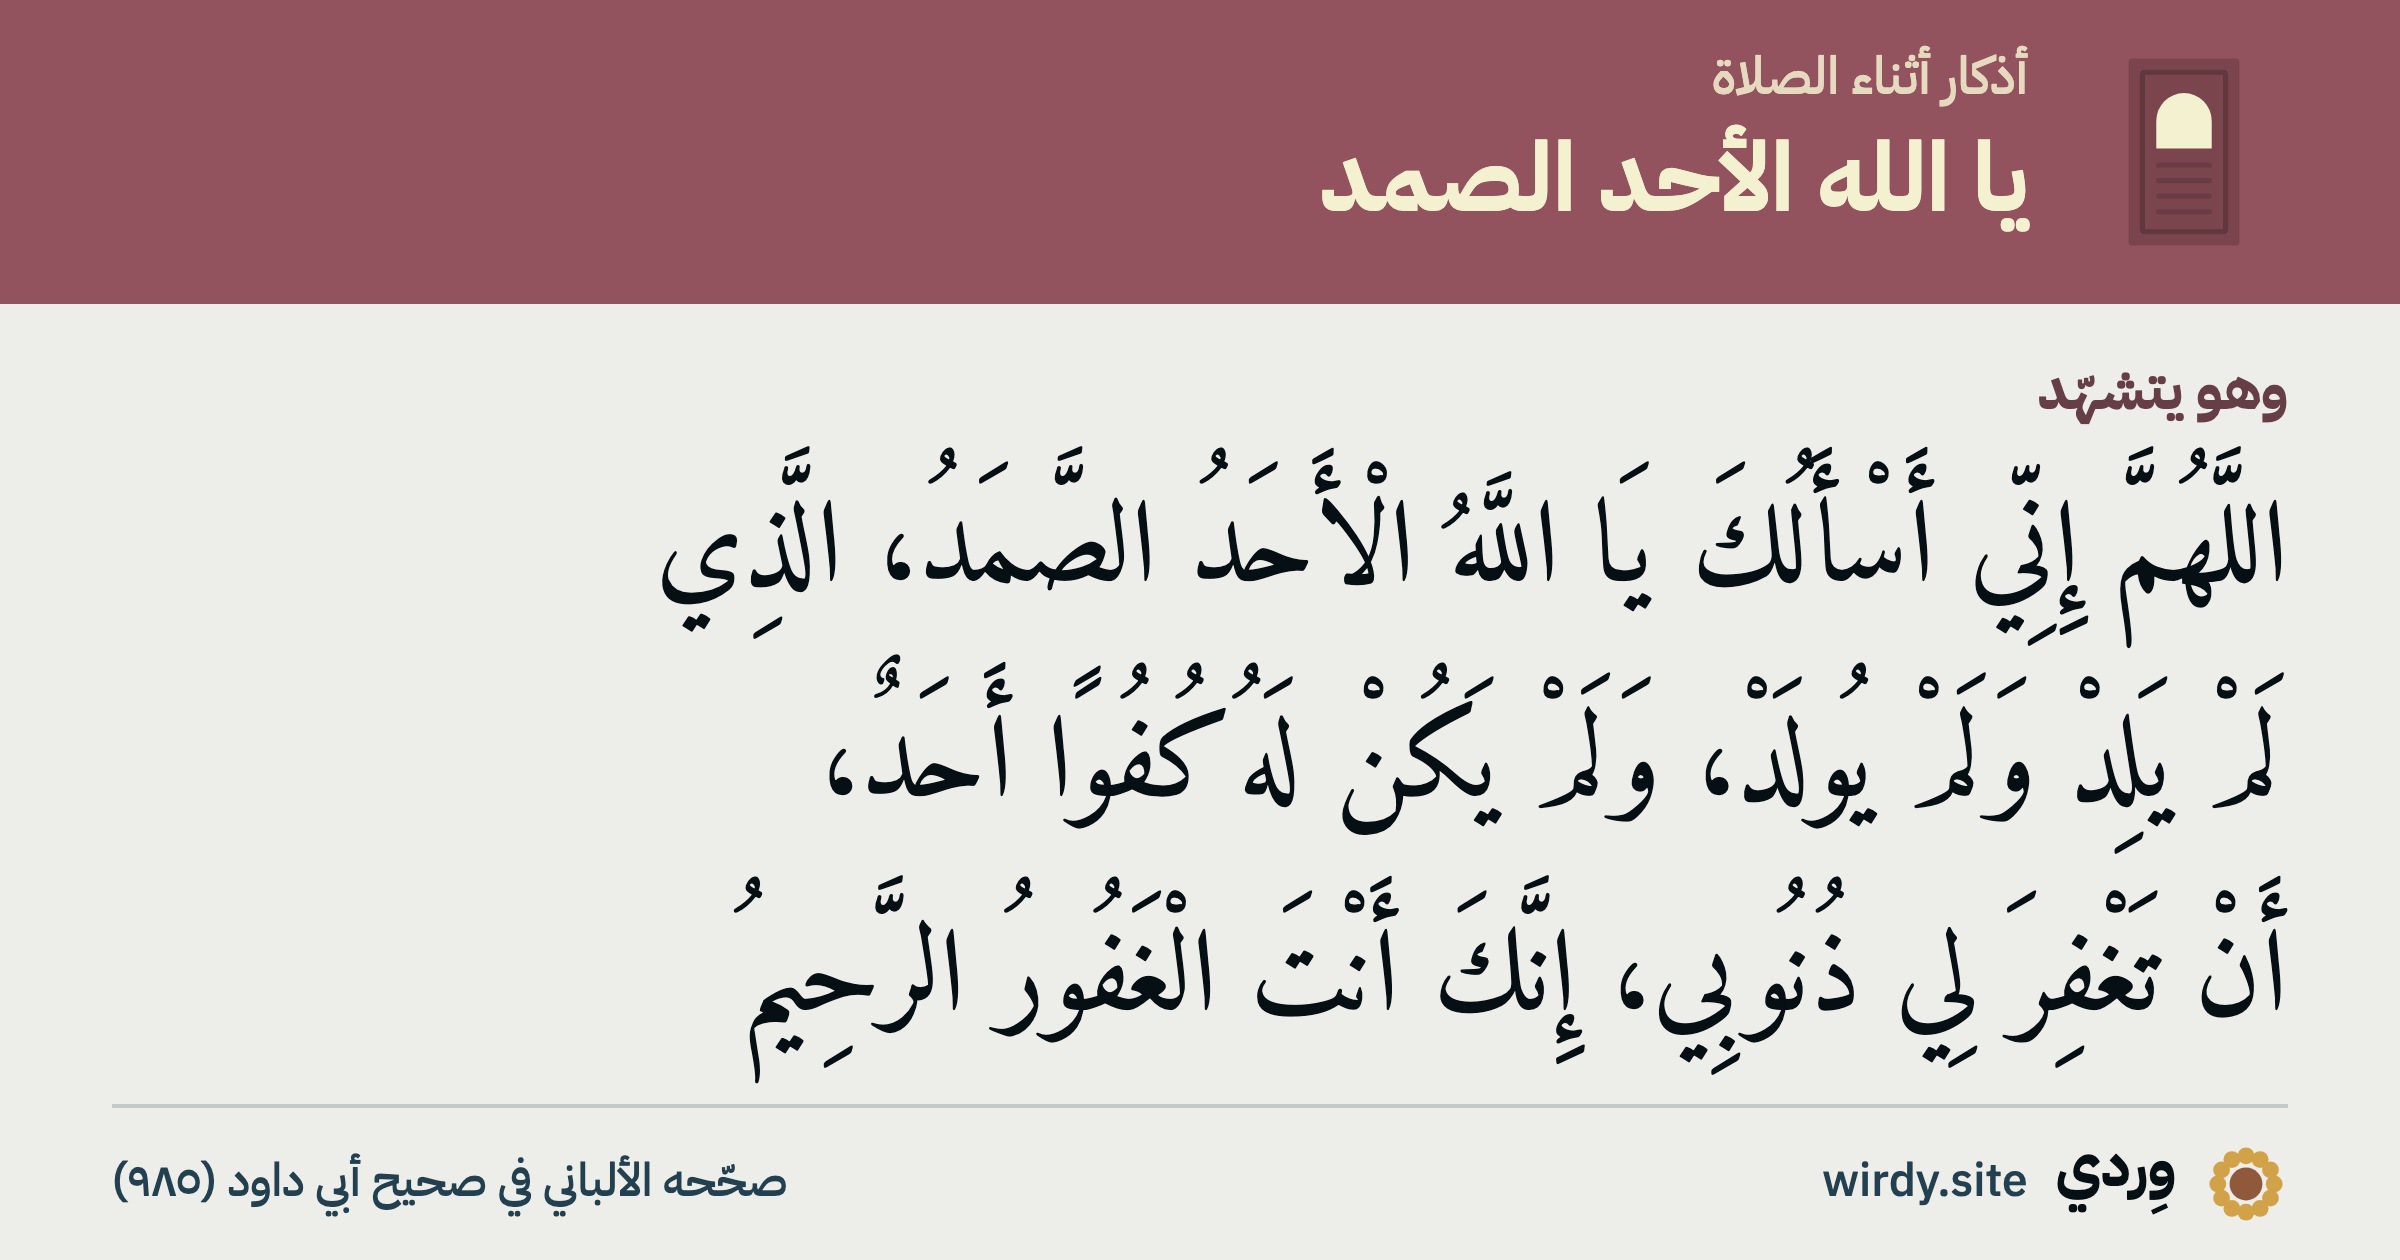 أذكار أثناء الصلاة
يا الله الأحد الصمد
وهو يتشهّد
اللَّهُمَّ إِنِّي أَسْأَلُكَ يَا اللَّهُ الْأَحَدُ الصَّمَدُ، الَّذِي
لَمْ يَلِدْ وَلَمْ يُولَدْ، وَلَمْ يَكُنْ لَهُ كُفُوًا أَحَدٌ،
أَنْ تَغْفِرَ لِي ذُنُوبِي، إِنَّكَ أَنْتَ الْغَفُورُ الرَّحِيمُ
وِردي wirdy.site
صحّحه الألباني في صحيح أبي داود (٩٨٥)